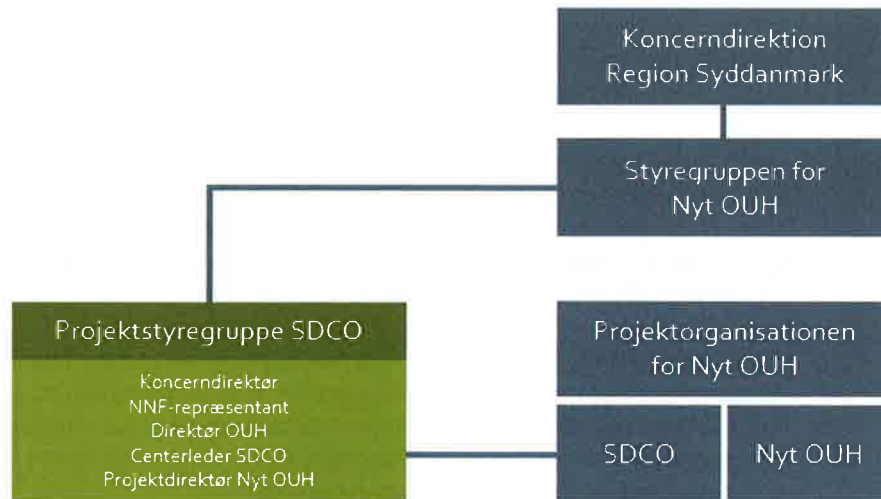 Koncerndirektion
Region Syddanmark
Styregruppen for
Nyt OUH
Projektstyregruppe SDCO
Koncerndirektør
NNF-repræsentant
Direktør OUH
Centerleder SDCO
Projektdirektør Nyt OUH
Projektorganisationen
for Nyt OUH
SDCO
Nyt OUH